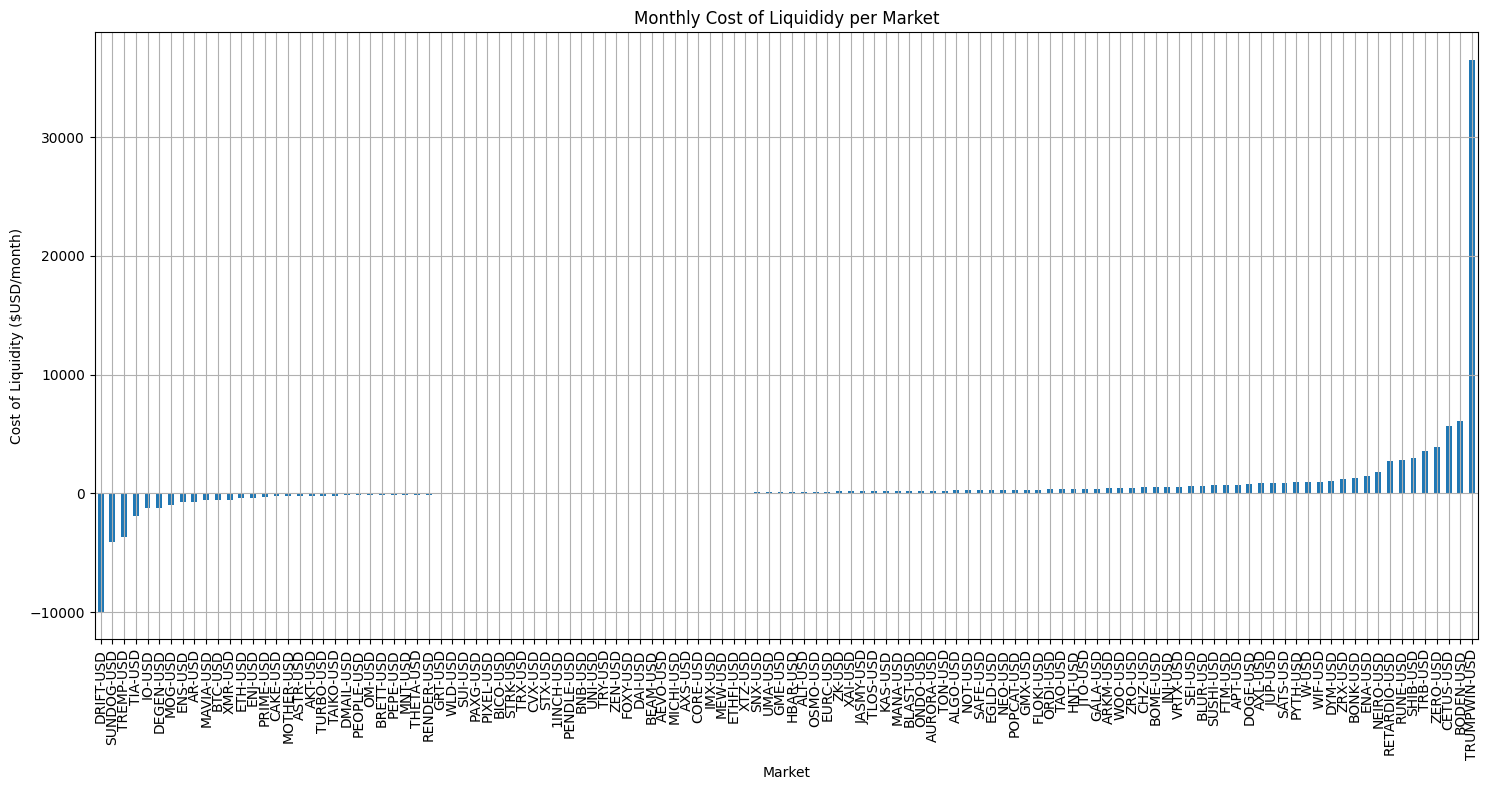 Monthly Cost of Liquididy per Market
Cost of Liquidity ($USD/month)
30000
20000
10000
0
−10000
DRIFT-USD
SUNDOG-USD
TREMP-USD
TIA-USD
IO-USD
DEGEN-USD
MOG-USD
ENS-USD
AR-USD
MAVIA-USD
BTC-USD
XMR-USD
ETH-USD
ENJ-USD
PRIME-USD
CAKE-USD
MOTHER-USD
ASTR-USD
AKT-USD
TURBO-USD
TAIKO-USD
DMAIL-USD
PEOPLE-USD
OM-USD
BRETT-USD
PERP-USD
MNT-USD
THETA-USD
RENDER-USD
GRT-USD
WLD-USD
SUI-USD
PAXG-USD
PIXEL-USD
BICO-USD
STRK-USD
TRX-USD
CVX-USD
STX-USD
1INCH-USD
PENDLE-USD
BNB-USD
UNI-USD
TRY-USD
ZEN-USD
FOXY-USD
DAI-USD
BEAM-USD
AEVO-USD
MICHI-USD
AXS-USD
CORE-USD
IMX-USD
MEW-USD
ETHFI-USD
XTZ-USD
SNX-USD
UMA-USD
GME-USD
HBAR-USD
ALT-USD
OSMO-USD
EURC-USD
ZK-USD
XAI-USD
JASMY-USD
TLOS-USD
KAS-USD
MANA-USD
BLAST-USD
ONDO-USD
AURORA-USD
TON-USD
ALGO-USD
NOT-USD
SAFE-USD
EGLD-USD
NEO-USD
POPCAT-USD
GMX-USD
FLOKI-USD
ORDI-USD
TAO-USD
HNT-USD
JTO-USD
GALA-USD
ARKM-USD
WOO-USD
ZRO-USD
CHZ-USD
BOME-USD
INJ-USD
VRTX-USD
SEI-USD
BLUR-USD
SUSHI-USD
FTM-USD
APT-USD
DOGE-USD
AXL-USD
JUP-USD
SATS-USD
PYTH-USD
W-USD
WIF-USD
DYM-USD
ZRX-USD
BONK-USD
ENA-USD
NEIRO-USD
RETARDIO-USD
RUNE-USD
SHIB-USD
TRB-USD
ZERO-USD
CETUS-USD
BODEN-USD
TRUMPWIN-USD
Market